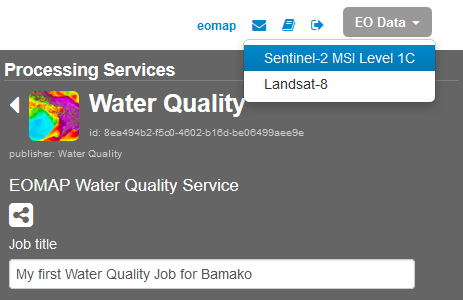 eomap EO Data
Sentinel-2 MSI Level 1C
Landsat-8
Processing Services
Water Quality
id: 8ea494b2-f5c0-4602-b16d-be06499aee9e
publisher: Water Quality
EOMAP Water Quality Service
Job title
My first Water Quality Job for Bamako